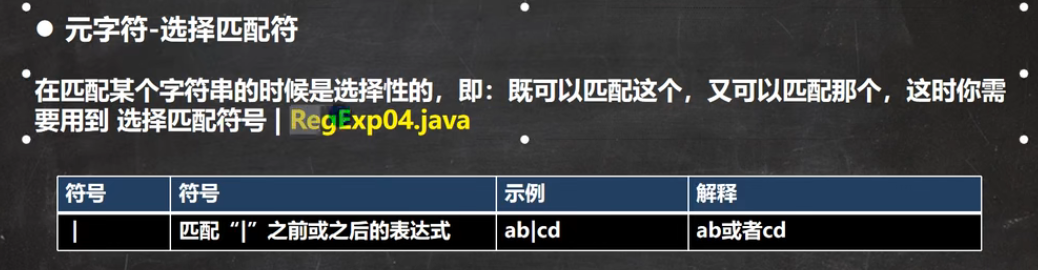 ● 元字符-选择匹配符
在匹配某个字符串的时候是选择性的，即：既可以匹配这个，又可以匹配那个，这时你需
要用到 选择匹配符号 | RegExp04.java
符号 符号 示例 解释
| 匹配“|”之前或之后的表达式 ab|cd ab或者cd